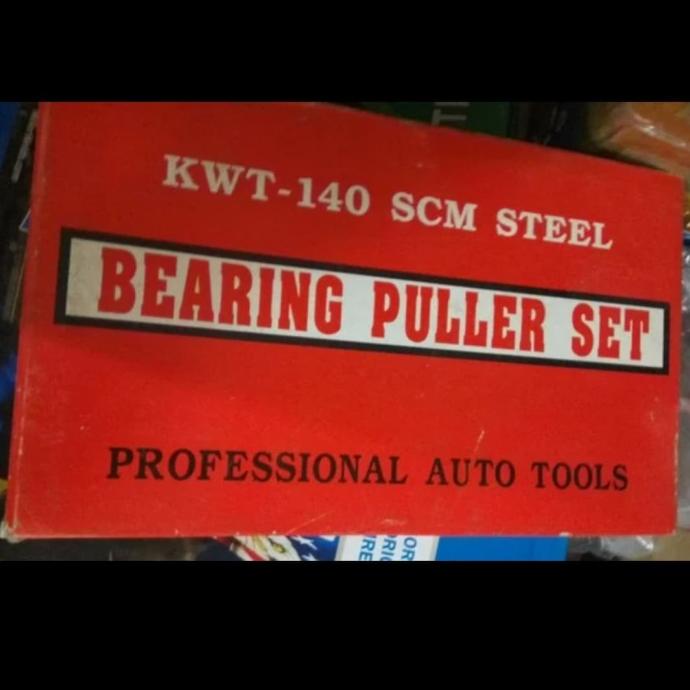 KWT-140 SCM STEEL
BEARING PULLER SET
PROFESSIONAL AUTO TOOLS